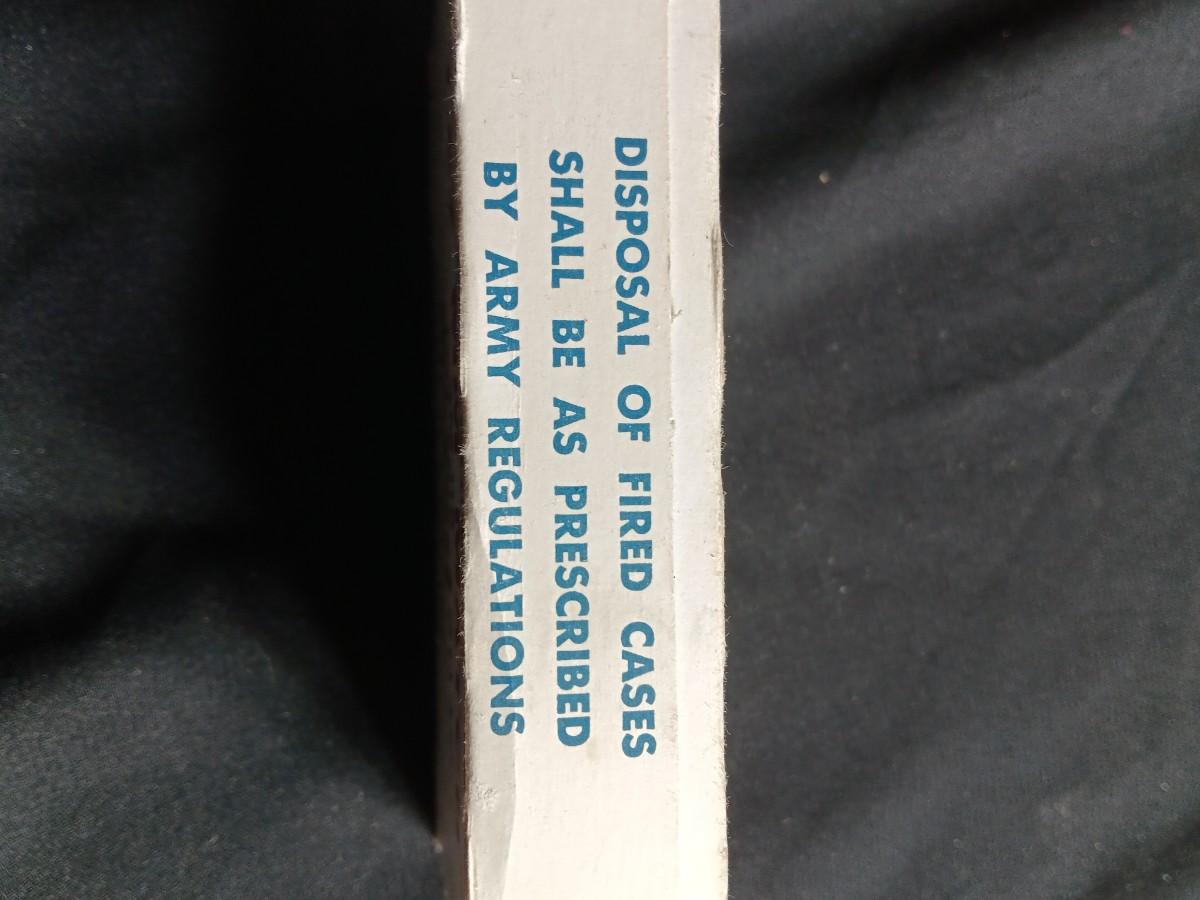 DISPOSAL OF FIRED CASES
SHALL BE AS PRESCRIBED
BY ARMY REGULATIONS